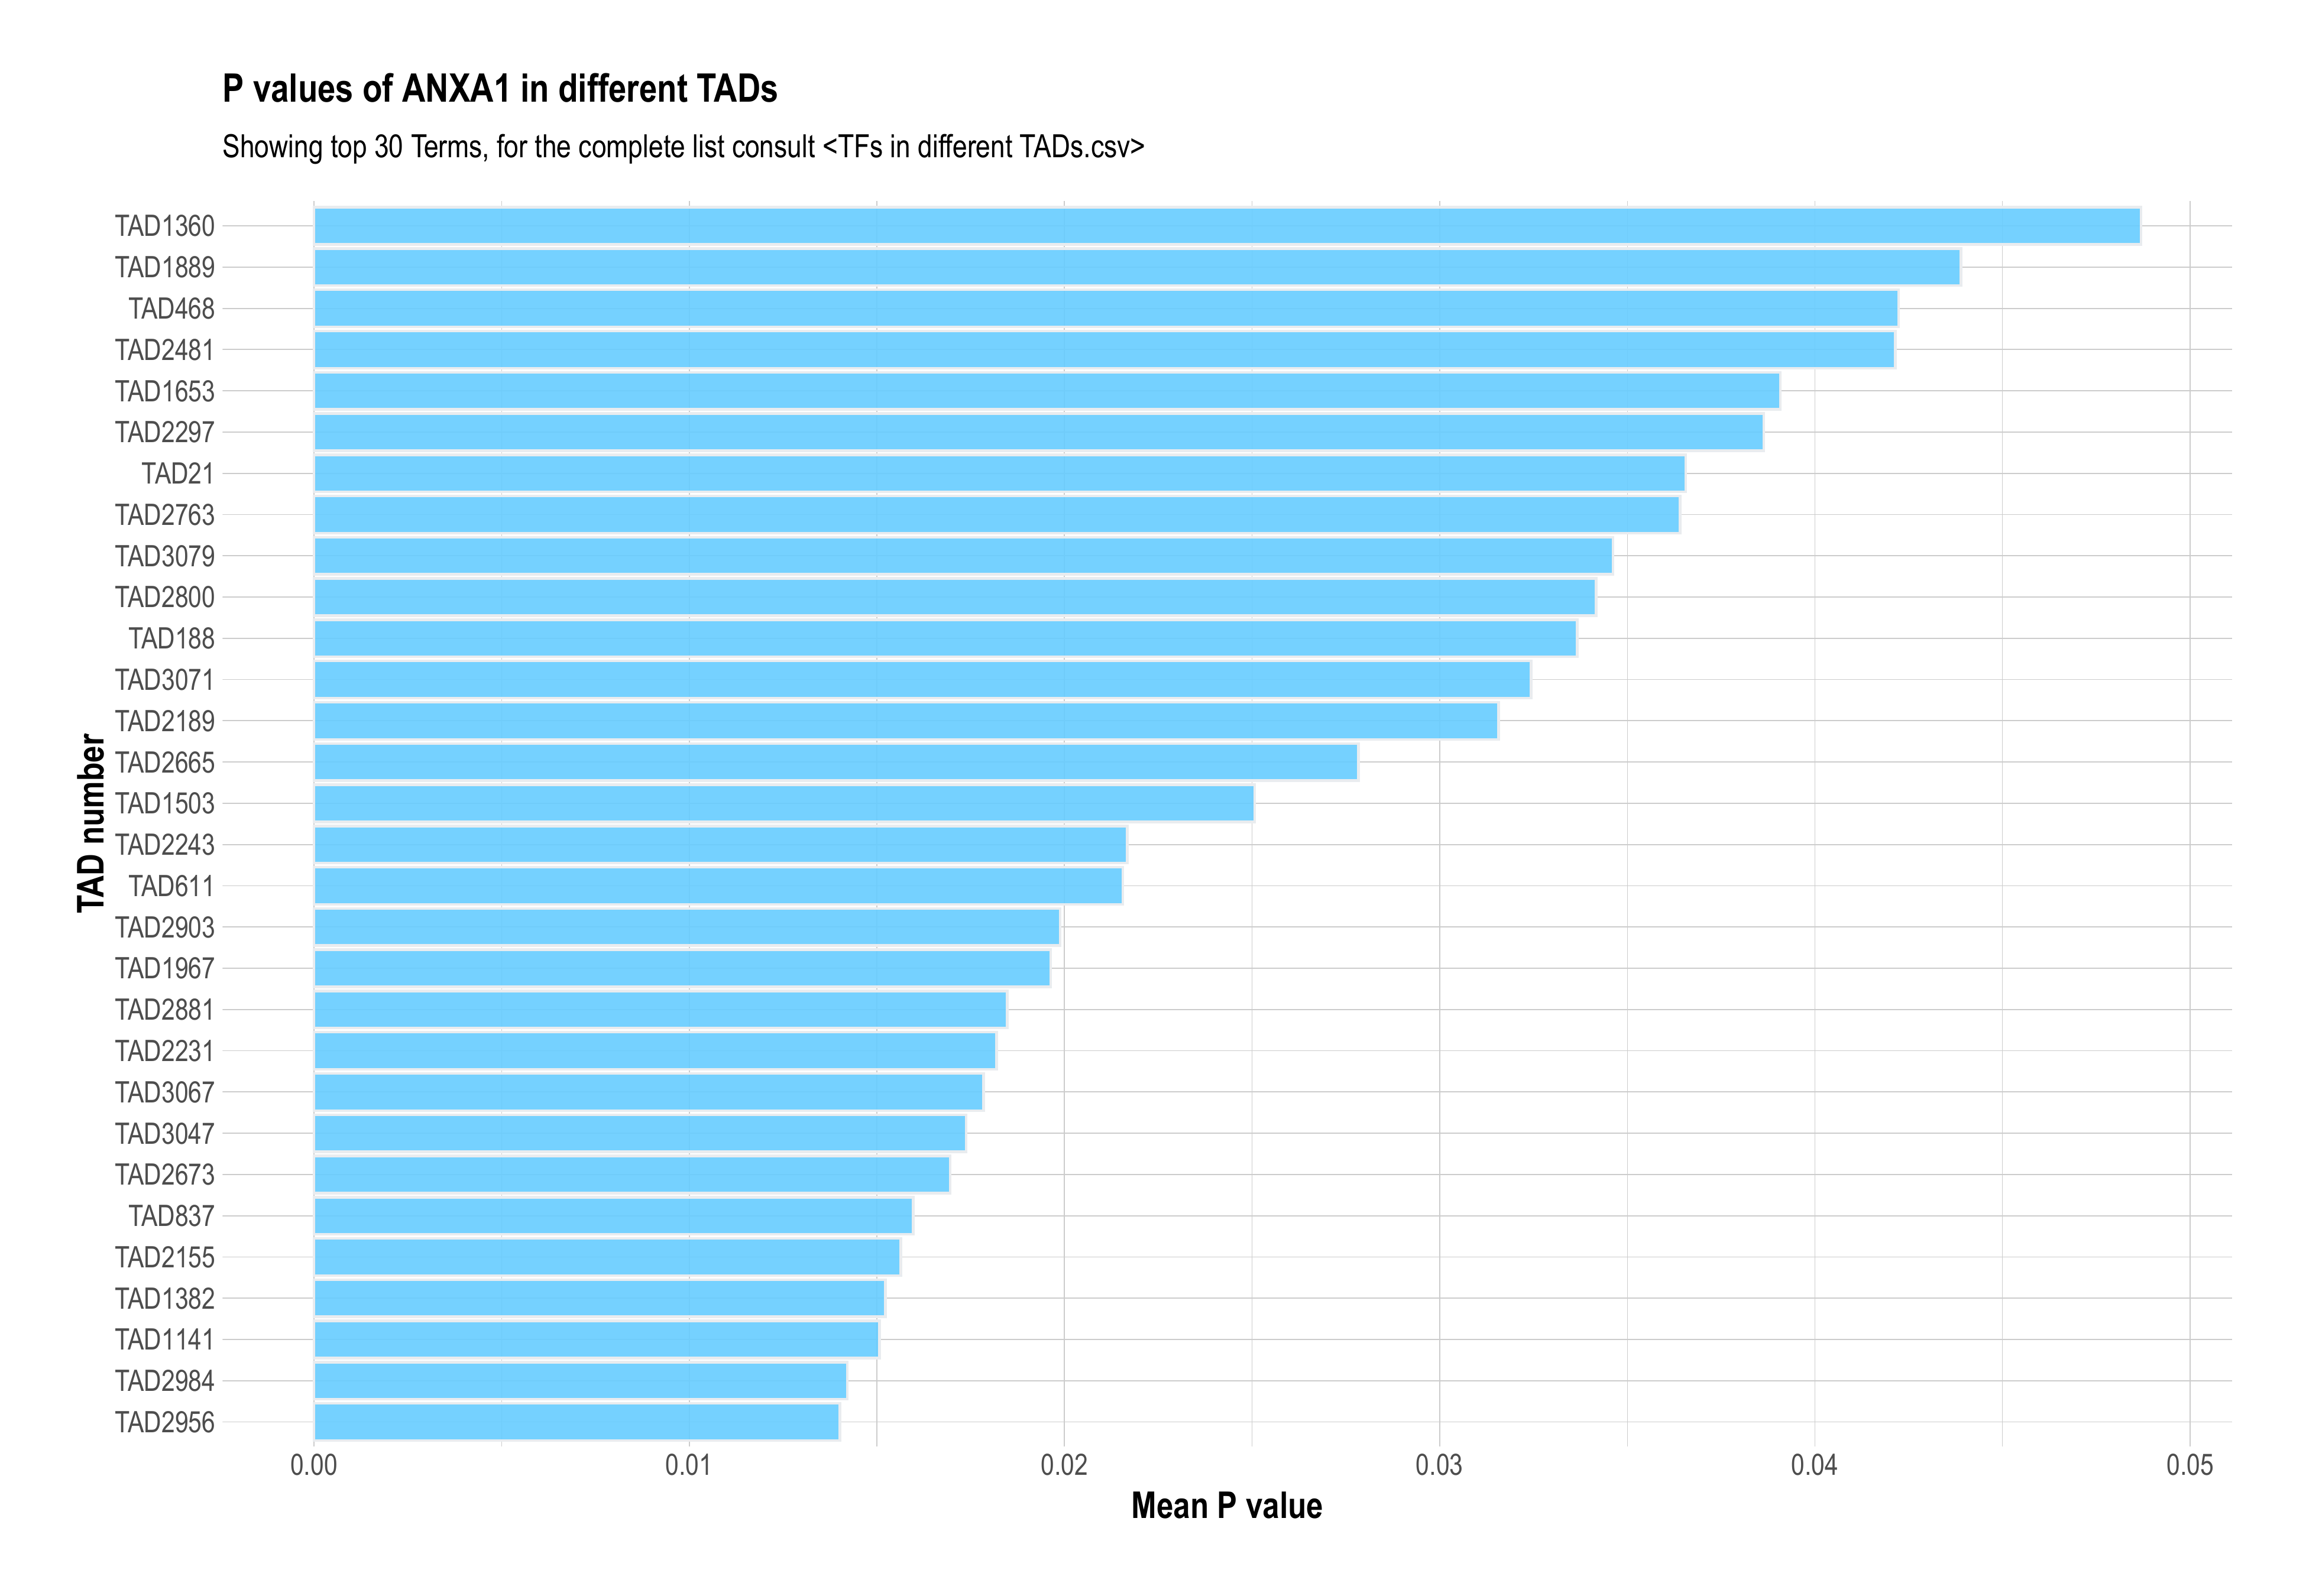 P values of ANXA1 in different TADs
Showing top 30 Terms, for the complete list consult <TFs in different TADs.csv>
TAD number
TAD1360
TAD1889
TAD468
TAD2481
TAD1653
TAD2297
TAD21
TAD2763
TAD3079
TAD2800
TAD188
TAD3071
TAD2189
TAD2665
TAD1503
TAD2243
TAD611
TAD2903
TAD1967
TAD2881
TAD2231
TAD3067
TAD3047
TAD2673
TAD837
TAD2155
TAD1382
TAD1141
TAD2984
TAD2956
0.00 0.01 0.02 0.03 0.04 0.05
Mean P value